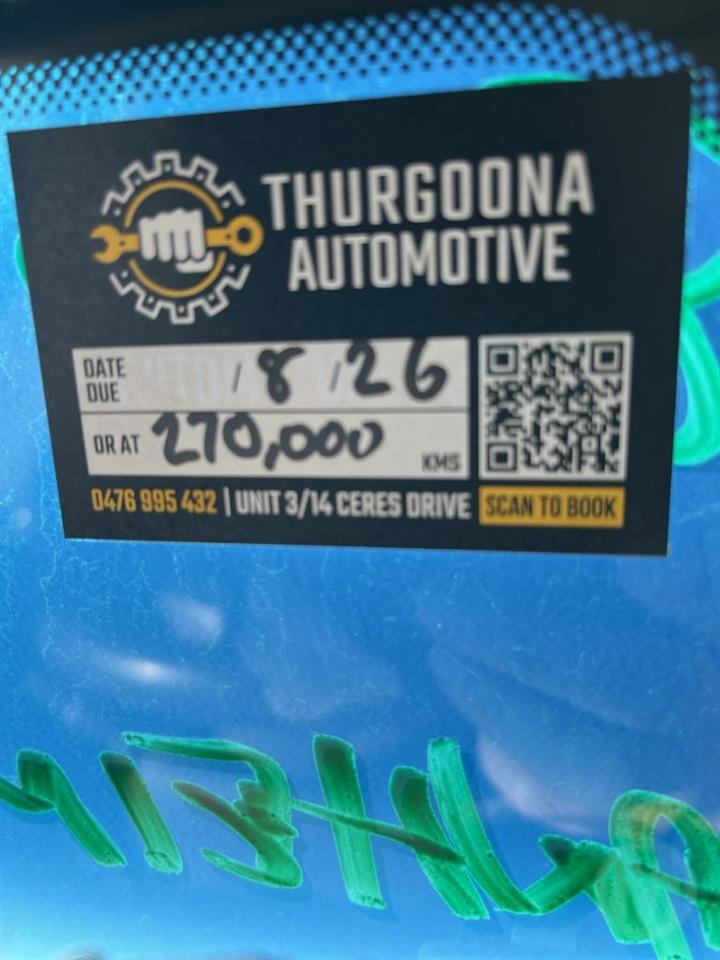 THURGOONA
AUTOMOTIVE
DATE DUE / 8 / 26
OR AT 270,000 KMS
0476 995 432 | UNIT 3/14 CERES DRIVE
SCAN TO BOOK